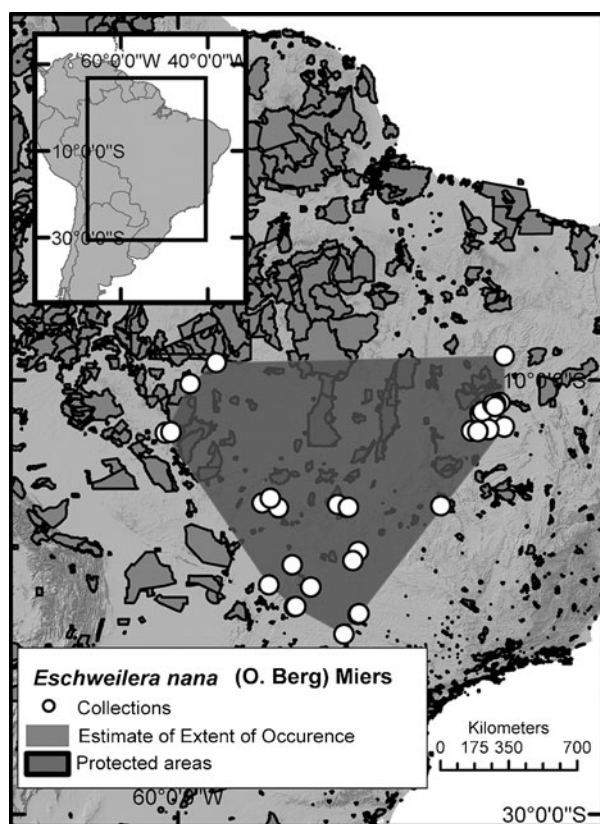 60°0'0"W 40°0'0"W
10°0'0"S
30°0'0"S
10°0'0"S
Eschweilera nana (O. Berg) Miers
Collections
Estimate of Extent of Occurence
Protected areas
Kilometers
0 175 350 700
60°0'0"W
30°0'0"S